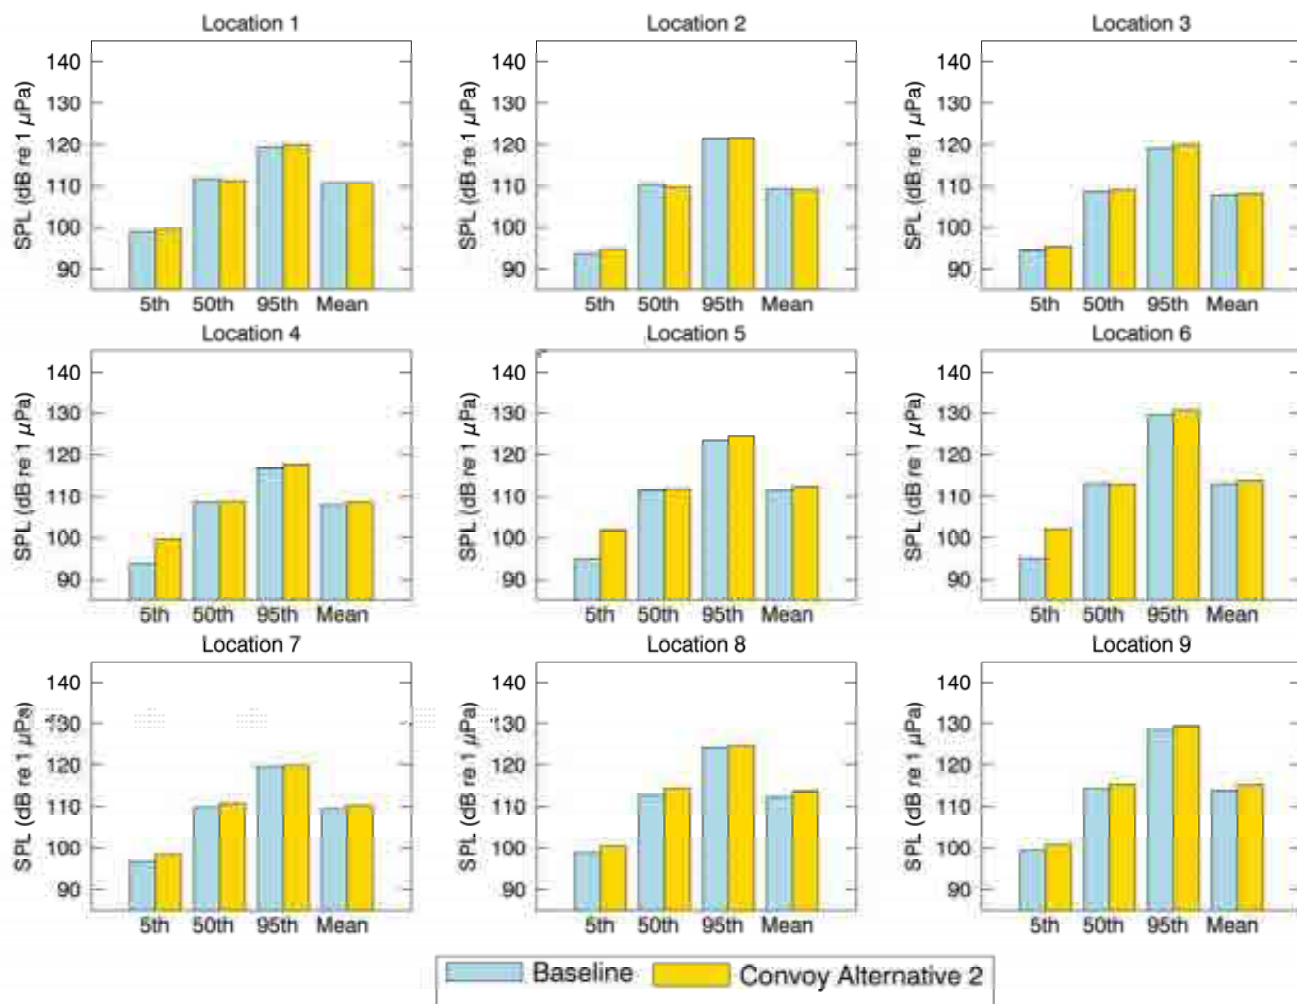 Location 1
Location 2
Location 3
SPL (dB re 1 µPa)
140
130
120
110
100
90
5th 50th 95th Mean
SPL (dB re 1 µPa)
140
130
120
110
100
90
5th 50th 95th Mean
SPL (dB re 1 µPa)
140
130
120
110
100
90
5th 50th 95th Mean
Location 4
Location 5
Location 6
SPL (dB re 1 µPa)
140
130
120
110
100
90
5th 50th 95th Mean
SPL (dB re 1 µPa)
140
130
120
110
100
90
5th 50th 95th Mean
SPL (dB re 1 µPa)
140
130
120
110
100
90
5th 50th 95th Mean
Location 7
Location 8
Location 9
SPL (dB re 1 µPa)
140
130
120
110
100
90
5th 50th 95th Mean
SPL (dB re 1 µPa)
140
130
120
110
100
90
5th 50th 95th Mean
SPL (dB re 1 µPa)
140
130
120
110
100
90
5th 50th 95th Mean
Baseline
Convoy Alternative 2